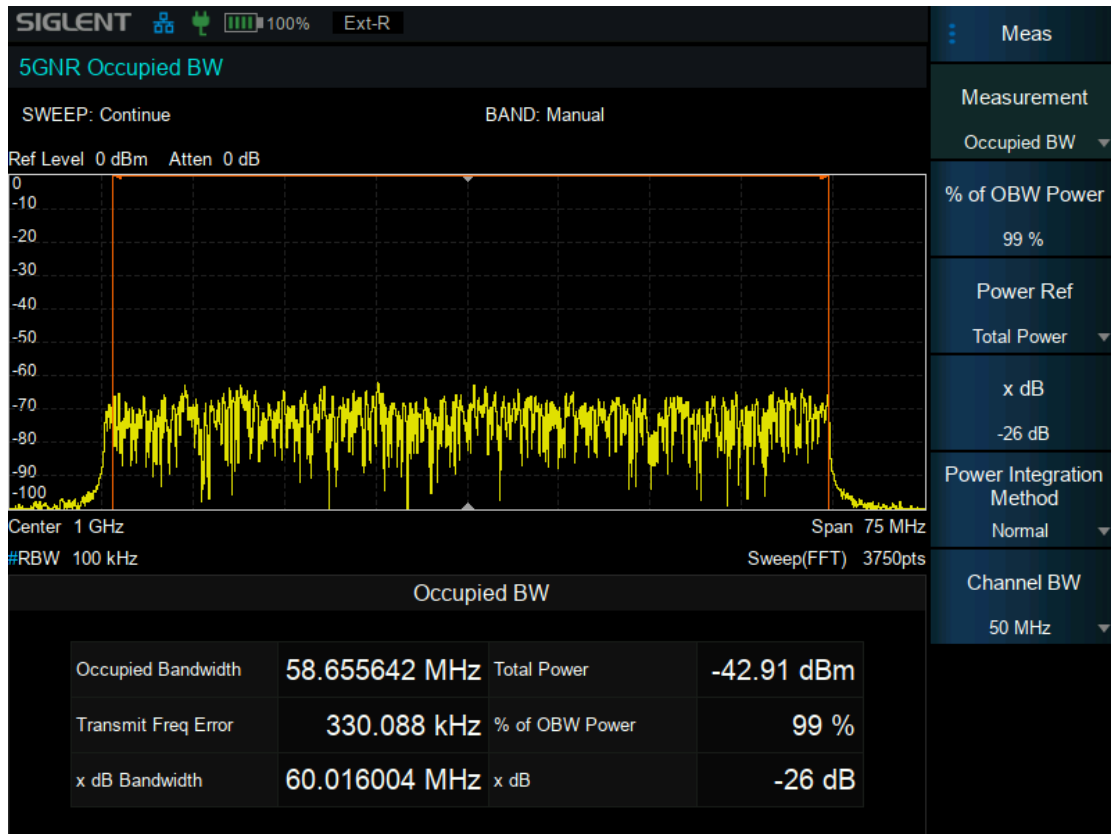 SIGLENT 100% Ext-R
Meas
5GNR Occupied BW
SWEEP: Continue BAND: Manual
Ref Level 0 dBm Atten 0 dB
0
-10
-20
-30
-40
-50
-60
-70
-80
-90
-100
Center 1 GHz Span 75 MHz
#RBW 100 kHz Sweep(FFT) 3750pts
Occupied BW
Occupied Bandwidth 58.655642 MHz Total Power -42.91 dBm
Transmit Freq Error 330.088 kHz % of OBW Power 99 %
x dB Bandwidth 60.016004 MHz x dB -26 dB
Measurement
Occupied BW
% of OBW Power
99 %
Power Ref
Total Power
x dB
-26 dB
Power Integration
Method
Normal
Channel BW
50 MHz